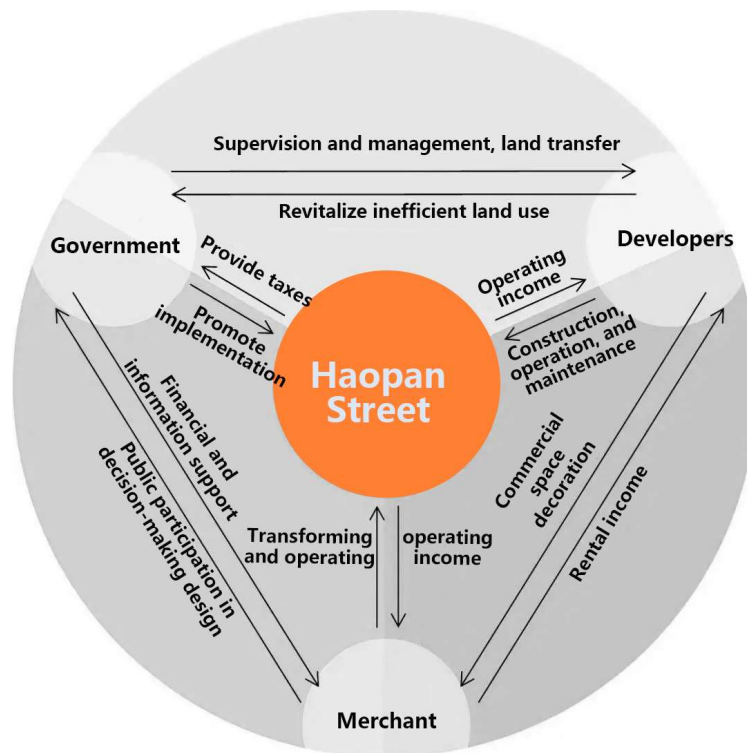 Supervision and management, land transfer
Revitalize inefficient land use
Government
Developers
Provide taxes
Promote
implementation
Operating
income
Construction,
operation, and
maintenance
Haopan
Street
Financial and
information support
Public participation in
decision-making design
Commercial
space
decoration
Rental income
Transforming
and operating
operating
income
Merchant